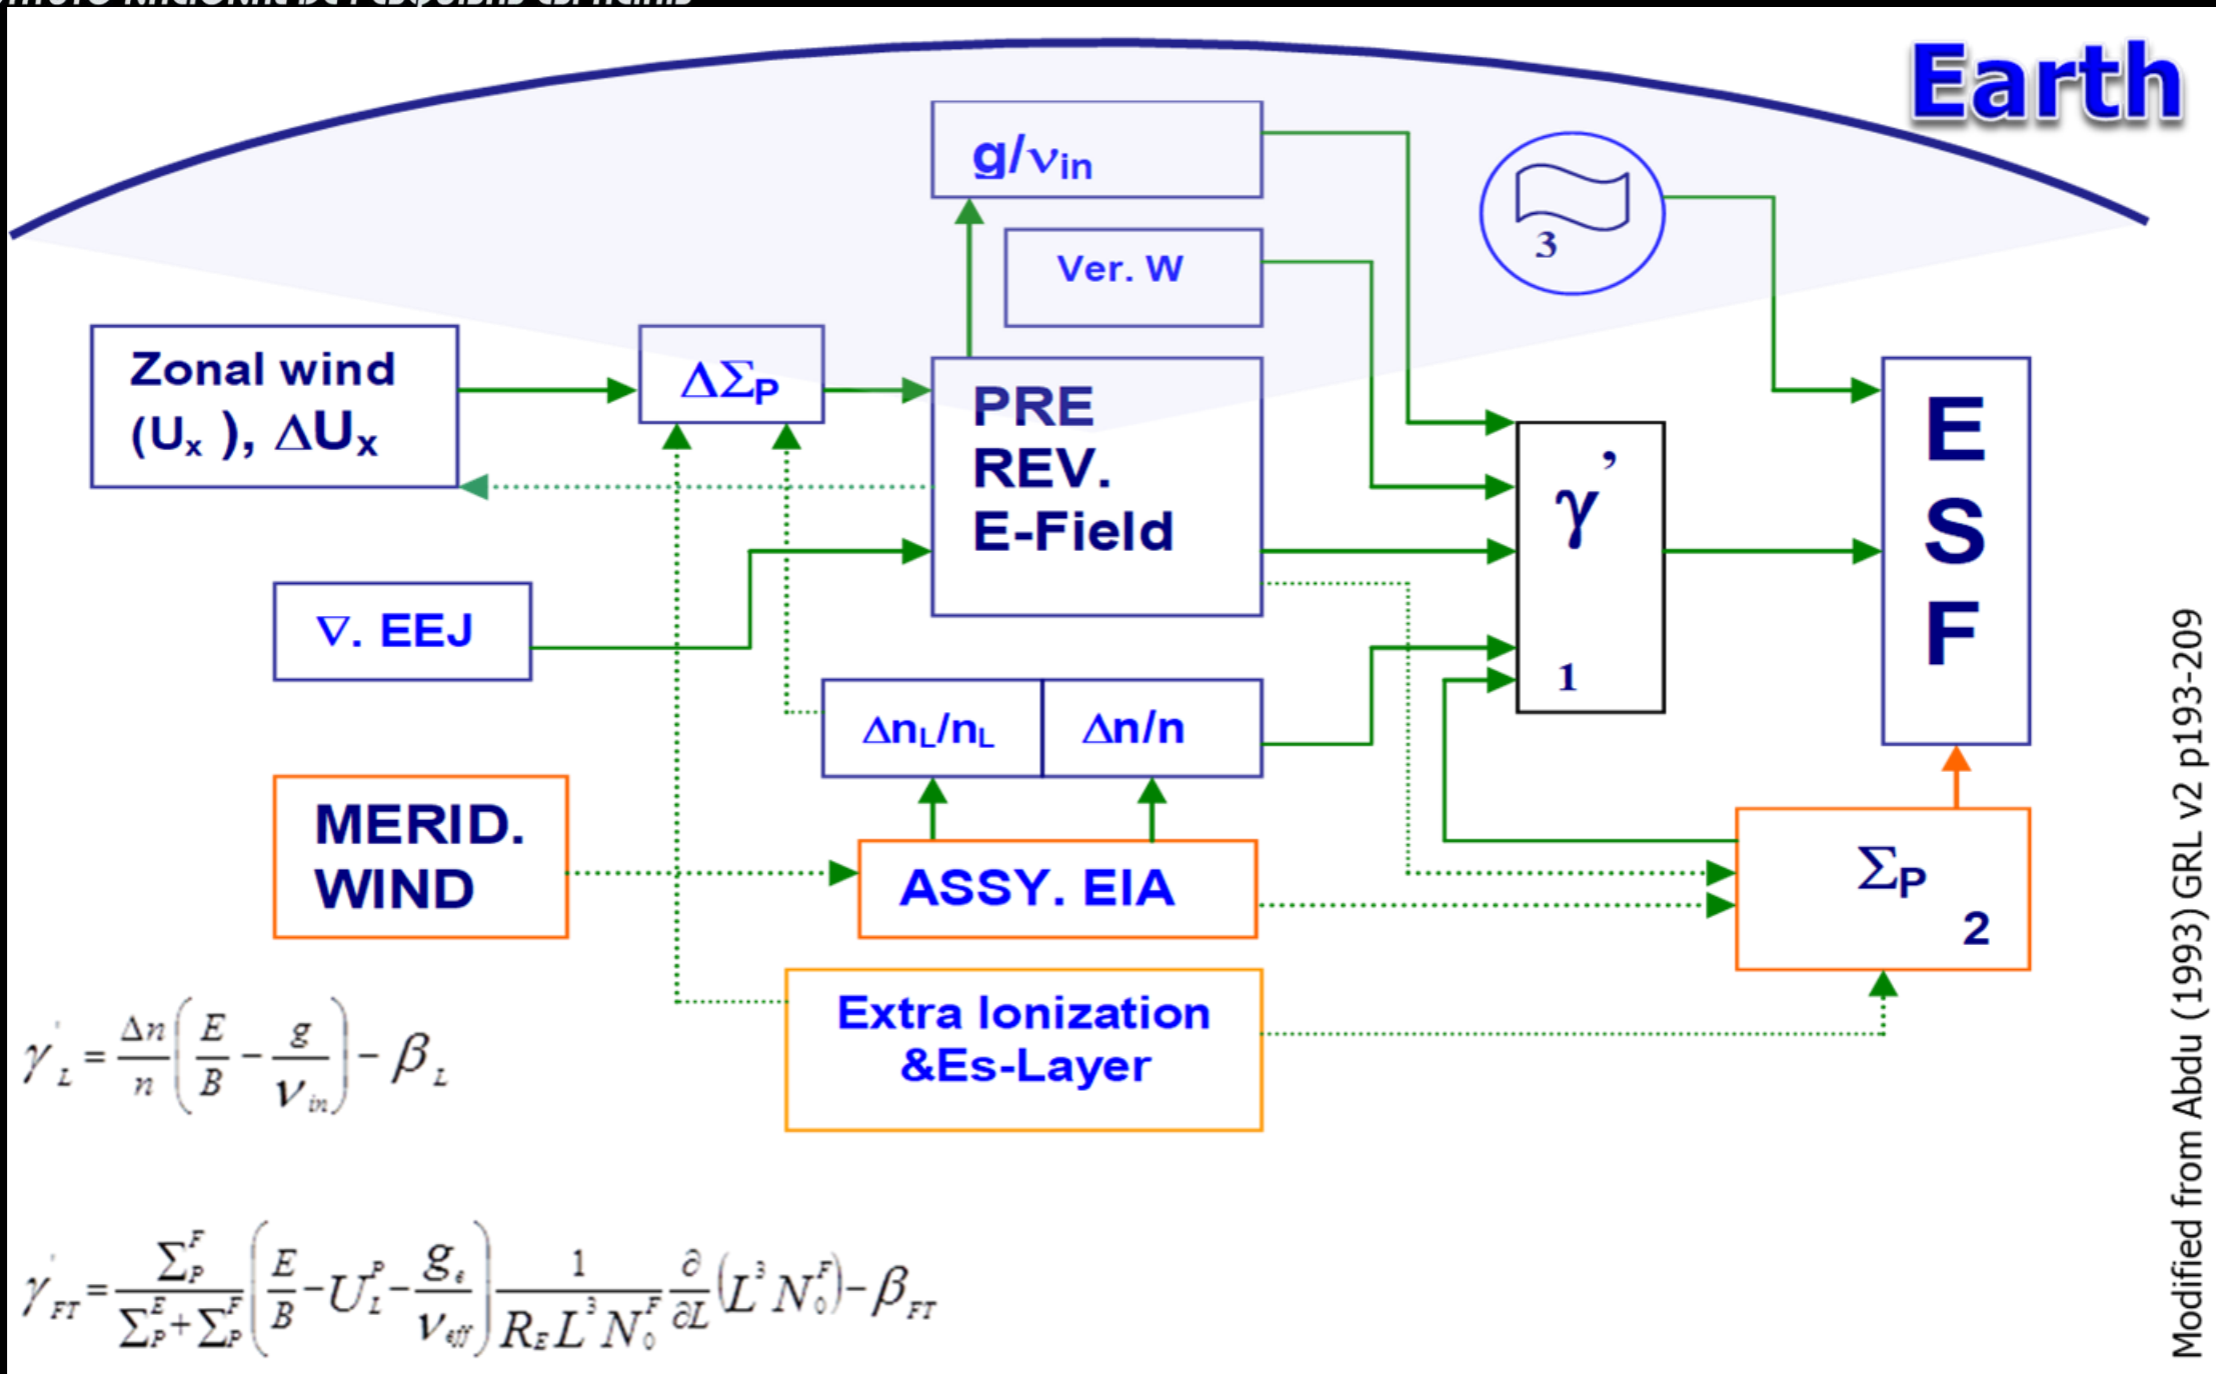 Earth
g/νin
3
Ver. W
Zonal wind
(Ux ), ΔUx
ΔΣP
PRE
REV.
E-Field
γ’
1
E
S
F
∇. EEJ
ΔnL/nL
Δn/n
MERID.
WIND
ASSY. EIA
ΣP
2
Extra Ionization
&Es-Layer
γ'L = Δn/n (E/B − g/νin) − βL
γ'FT = ΣPF/(ΣPE + ΣPF) (E/B − ULP − ge/νeff) 1/(RE L3 N0F) ∂/∂L (L3 N0F) − βFT
Modified from Abdu (1993) GRL v2 p193-209